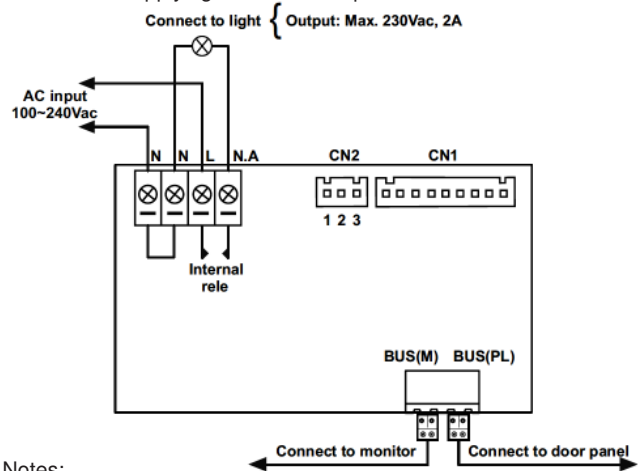 Connect to light { Output: Max. 230Vac, 2A
AC input
100~240Vac
N N L N.A CN2 CN1
1 2 3
Internal
rele
BUS(M) BUS(PL)
Connect to monitor Connect to door panel
Notes: